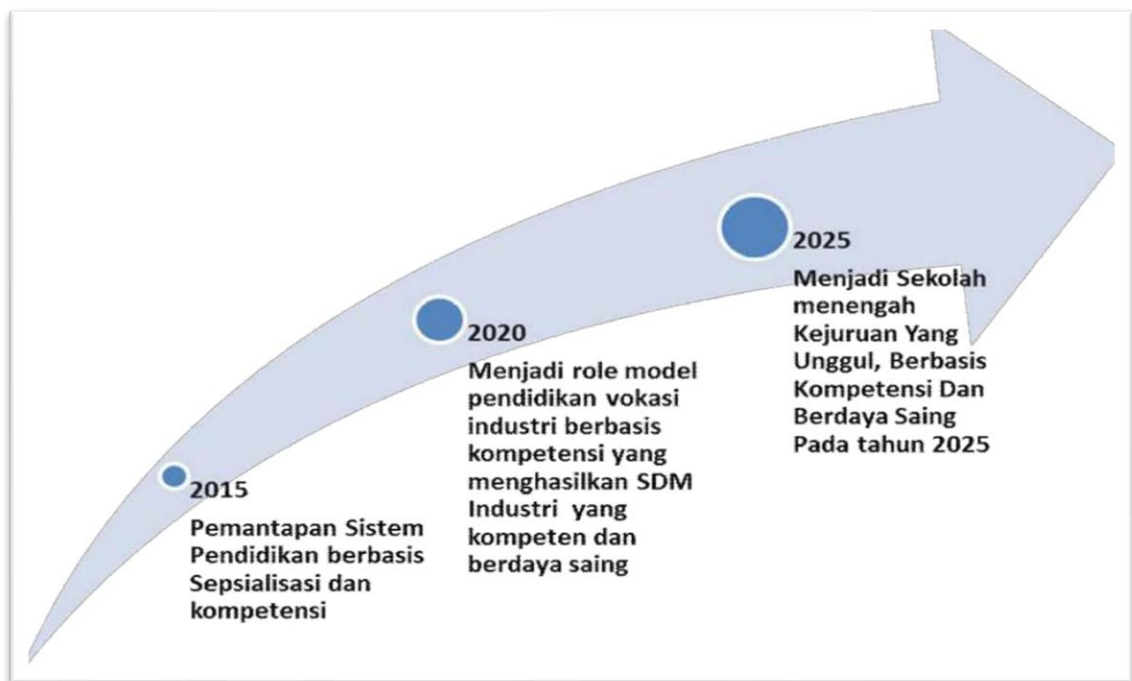 2015
Pemantapan Sistem
Pendidikan berbasis
Sepsialisasi dan
kompetensi
2020
Menjadi role model
pendidikan vokasi
industri berbasis
kompetensi yang
menghasilkan SDM
Industri yang
kompeten dan
berdaya saing
2025
Menjadi Sekolah
menengah
Kejuruan Yang
Unggul, Berbasis
Kompetensi Dan
Berdaya Saing
Pada tahun 2025